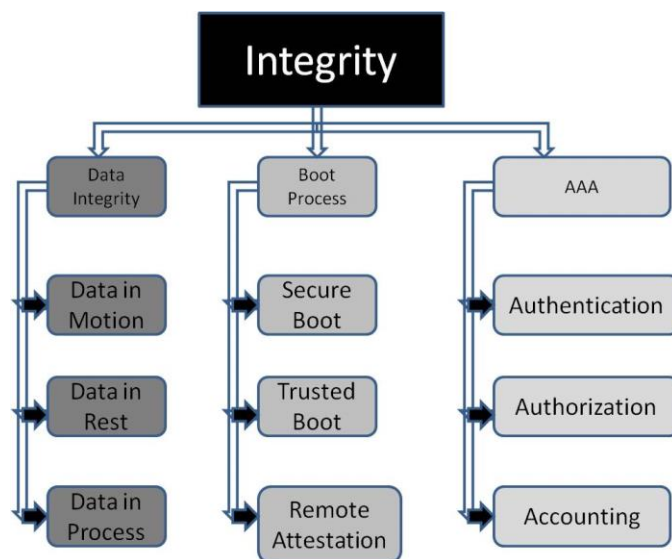 Integrity
Data
Integrity
Boot
Process
AAA
Data in
Motion
Secure
Boot
Authentication
Data in
Rest
Trusted
Boot
Authorization
Data in
Process
Remote
Attestation
Accounting